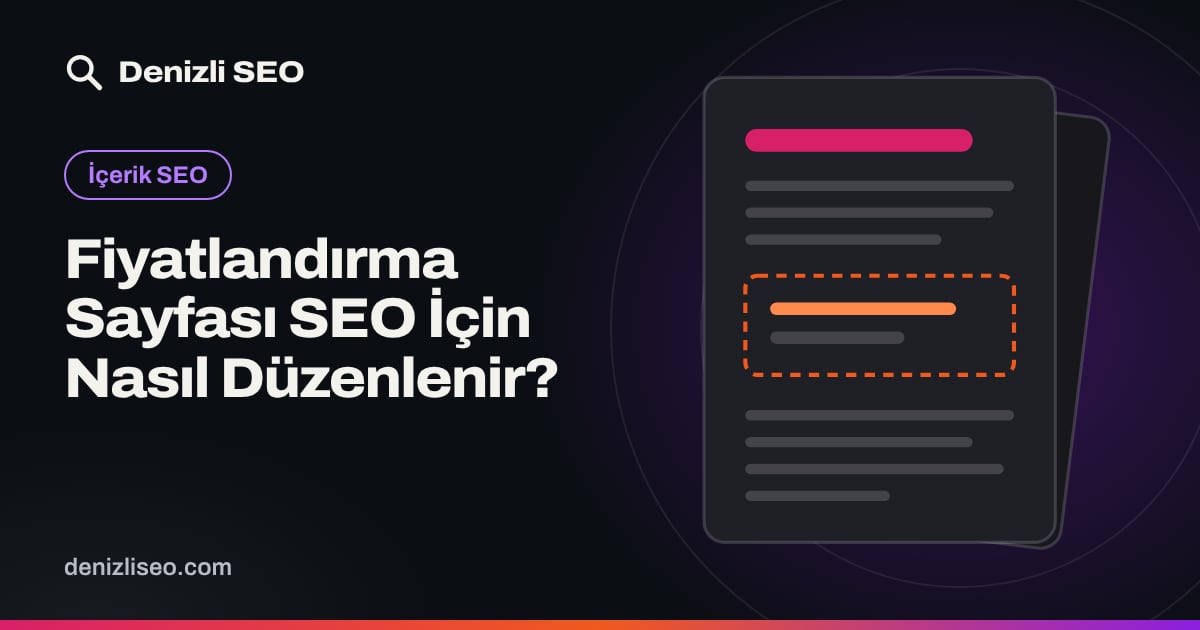 Denizli SEO
İçerik SEO
Fiyatlandırma
Sayfası SEO İçin
Nasıl Düzenlenir?
denizliseo.com